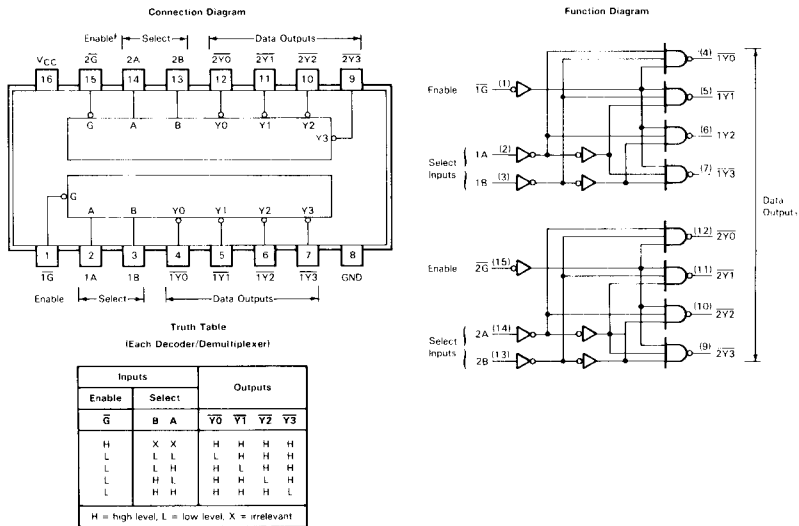 Connection Diagram
Enable‡ Select Data Outputs
VCC 2G̅ 2A 2B 2Y0̅ 2Y1̅ 2Y2̅ 2Y3̅
16 15 14 13 12 11 10 9
G A B Y0 Y1 Y2
Y3
G
A B Y0 Y1 Y2 Y3
1 2 3 4 5 6 7 8
1G̅ 1A 1B 1Y0̅ 1Y1̅ 1Y2̅ 1Y3̅ GND
Enable Select Data Outputs
Truth Table
(Each Decoder/Demultiplexer)
Inputs Outputs
Enable Select
G̅ B A Y0̅ Y1̅ Y2̅ Y3̅
H X X H H H H
L L L L H H H
L L H H L H H
L H L H H L H
L H H H H H L
H = high level, L = low level, X = irrelevant
Function Diagram
(4) 1Y0̅
Enable 1G̅ (1)
(5) 1Y1̅
(6) 1Y2
(7) 1Y3̅
Select Inputs
1A (2)
1B (3)
Data
Outputs
(12) 2Y0̅
Enable 2G̅ (15)
(11) 2Y1̅
(10) 2Y2̅
(9) 2Y3̅
Select Inputs
2A (14)
2B (13)